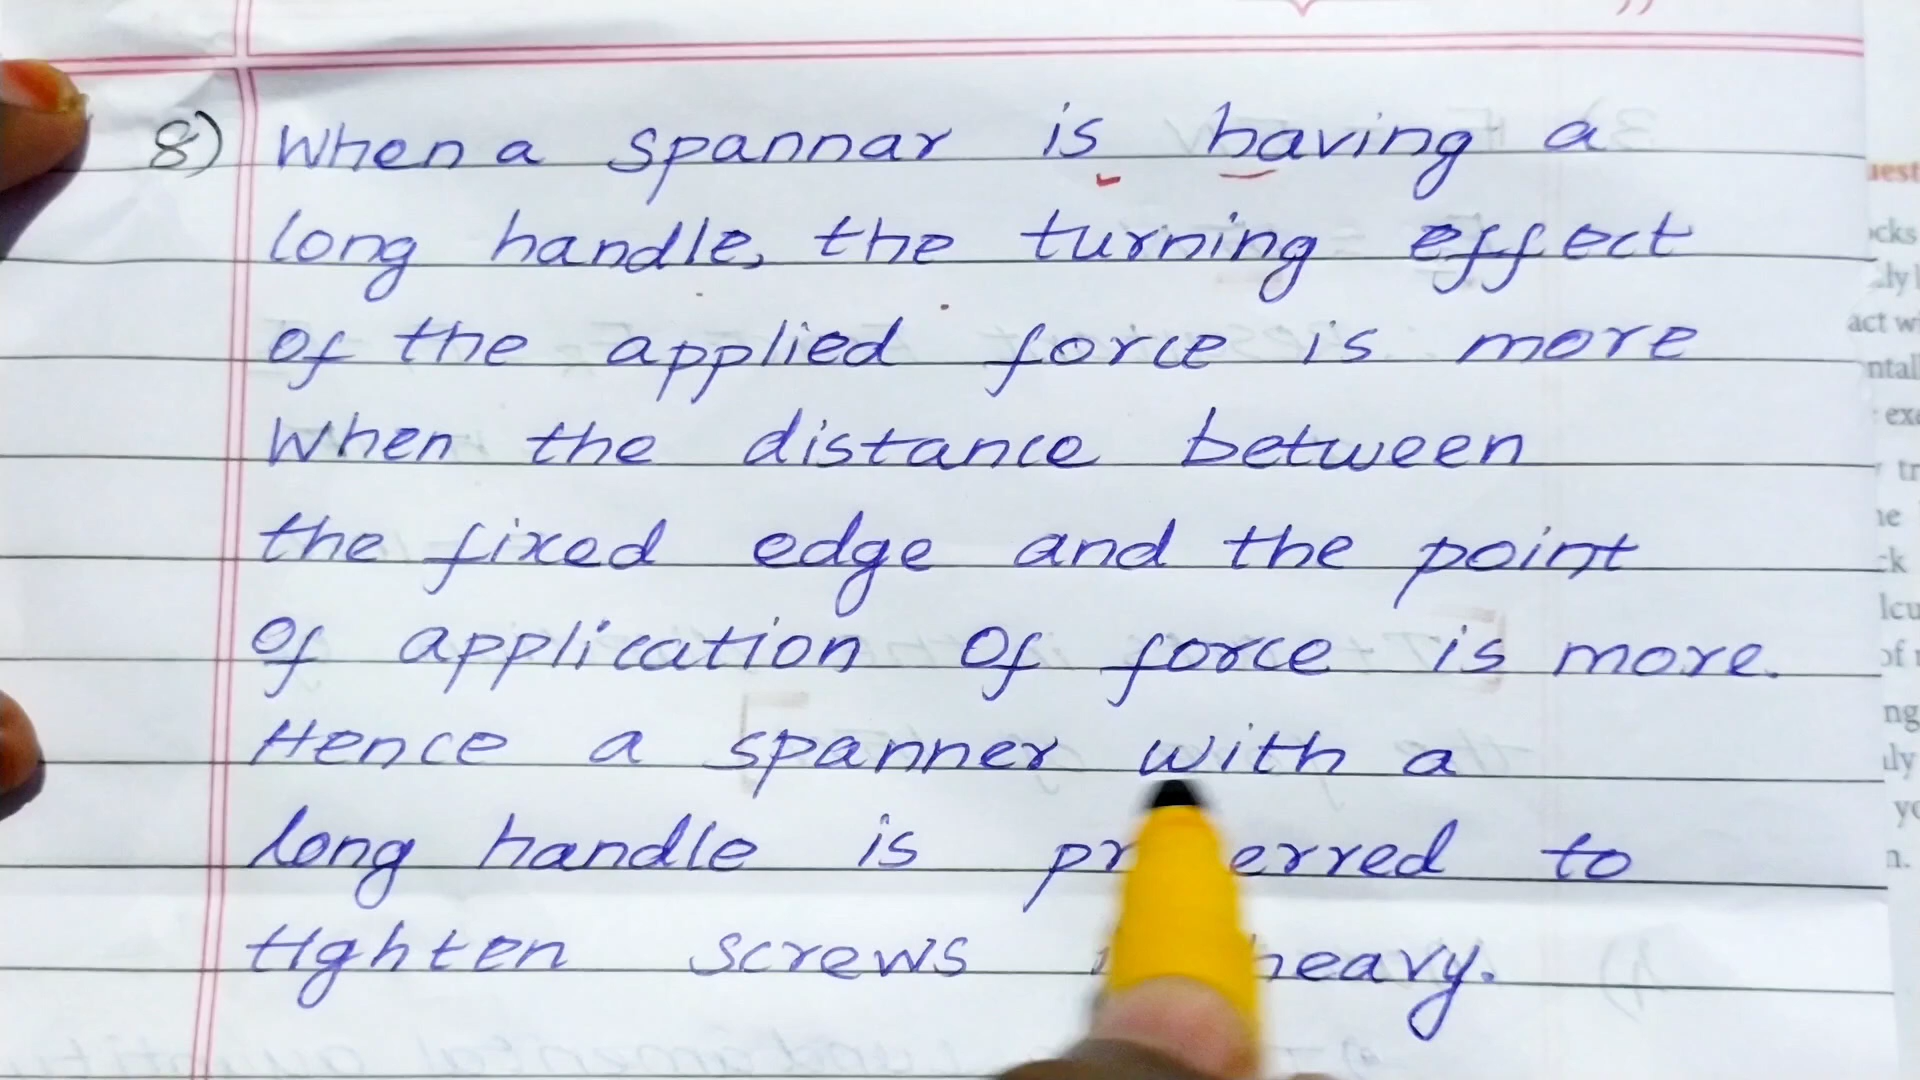 8) When a spannar is having a
long handle, the turning effect
of the applied force is more
When the distance between
the fixed edge and the point
of application of force is more.
Hence a spanner with a
long handle is to
tighten screws heavy.